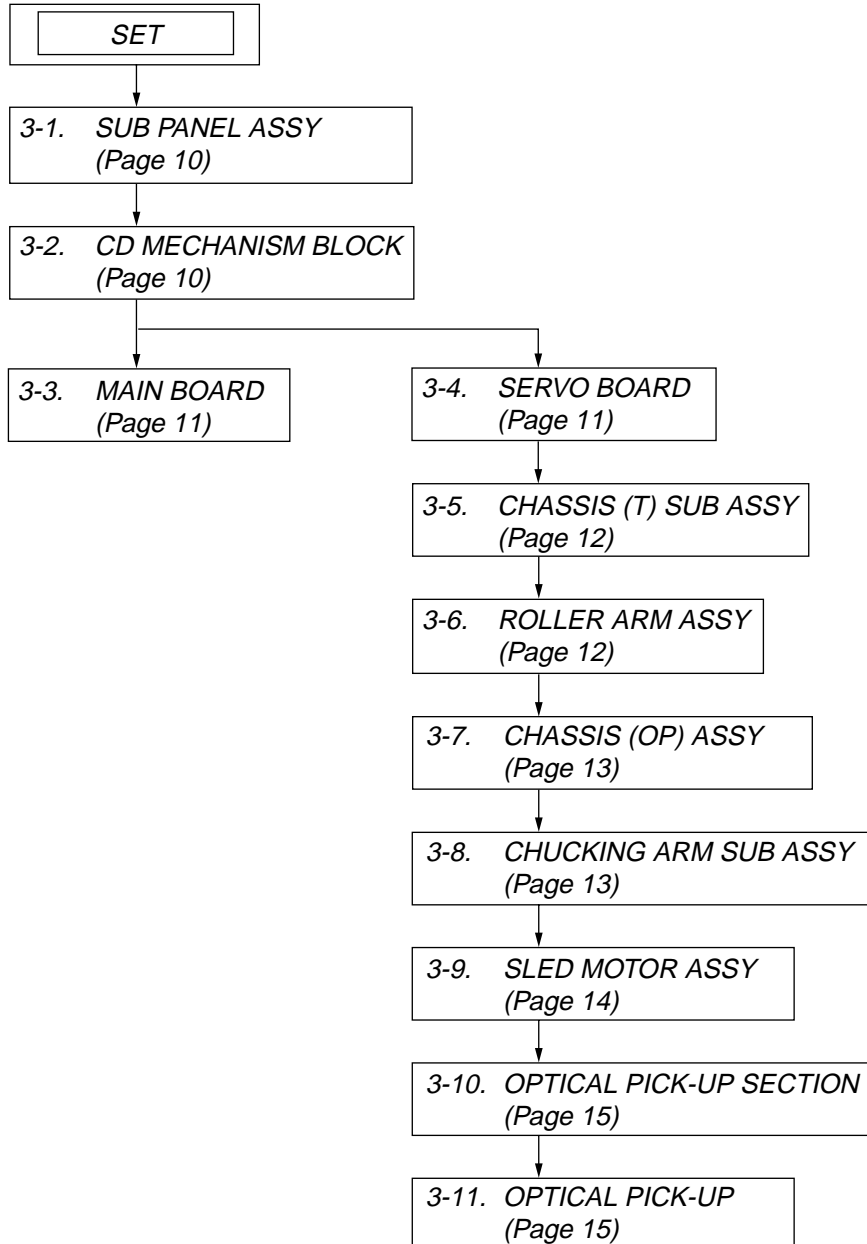 SET
3-1. SUB PANEL ASSY
(Page 10)
3-2. CD MECHANISM BLOCK
(Page 10)
3-3. MAIN BOARD
(Page 11)
3-4. SERVO BOARD
(Page 11)
3-5. CHASSIS (T) SUB ASSY
(Page 12)
3-6. ROLLER ARM ASSY
(Page 12)
3-7. CHASSIS (OP) ASSY
(Page 13)
3-8. CHUCKING ARM SUB ASSY
(Page 13)
3-9. SLED MOTOR ASSY
(Page 14)
3-10. OPTICAL PICK-UP SECTION
(Page 15)
3-11. OPTICAL PICK-UP
(Page 15)